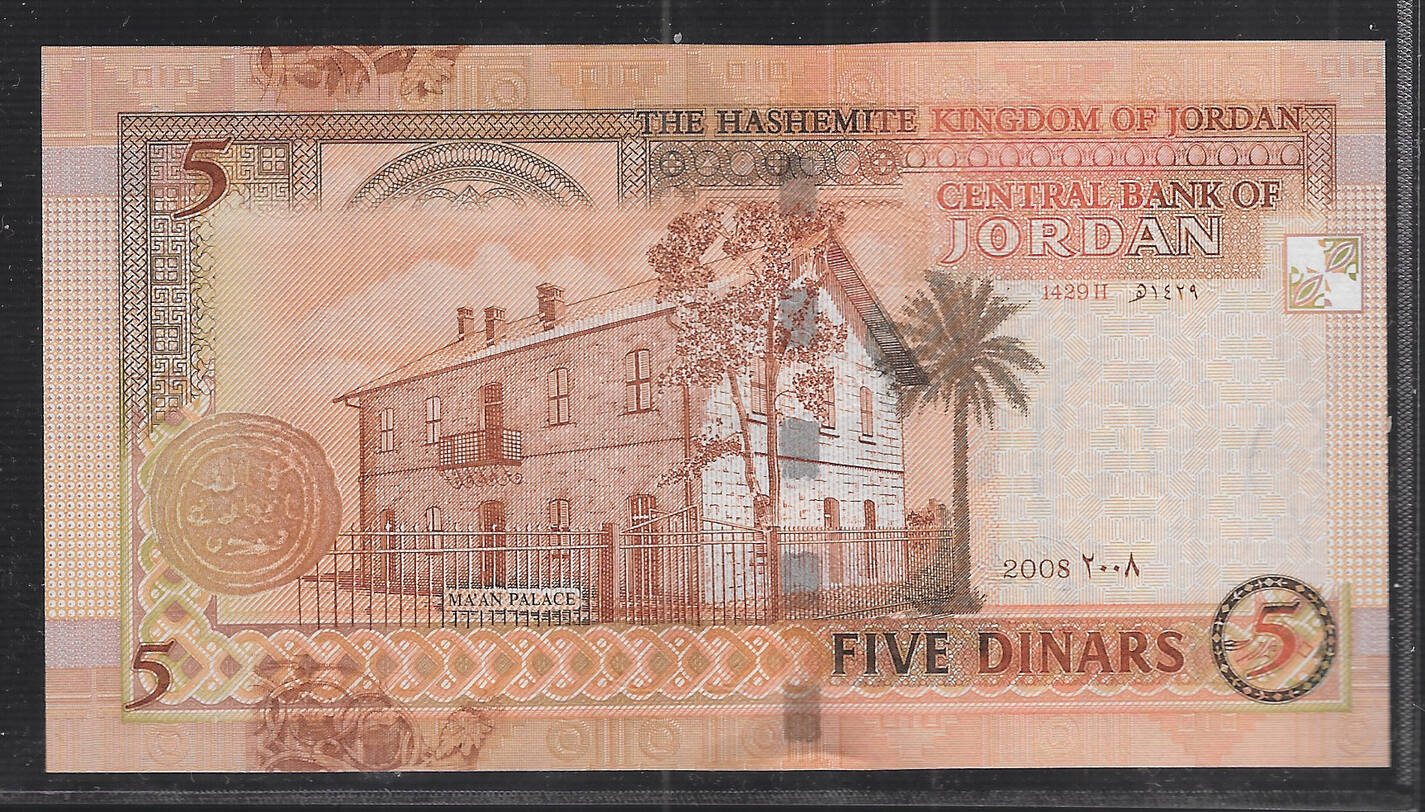 THE HASHEMITE KINGDOM OF JORDAN
5
CENTRAL BANK OF
JORDAN
1429 H ١٤٢٩هـ
MA'AN PALACE
2008 ٢٠٠٨
FIVE DINARS
5
5